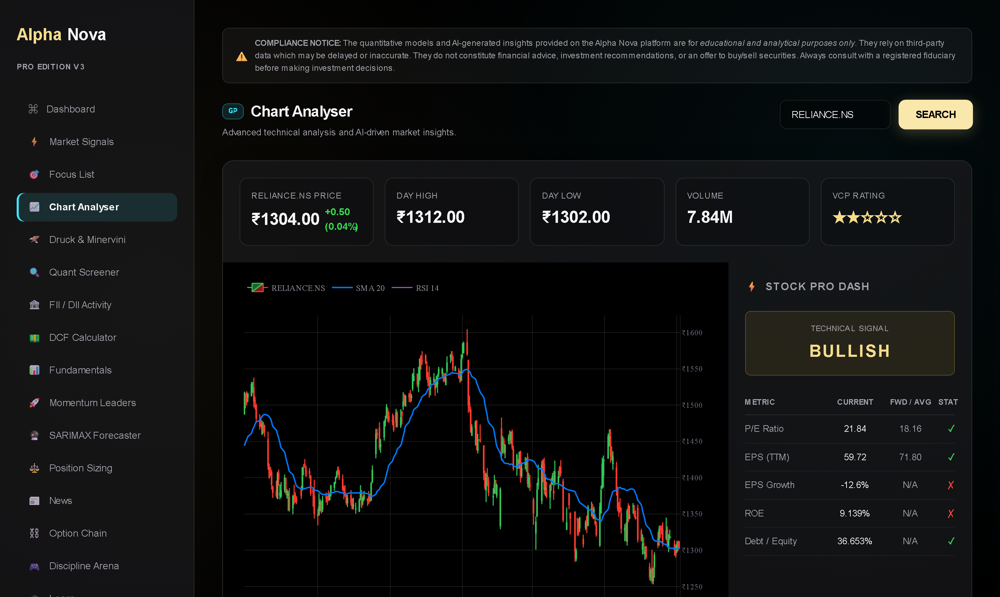 Alpha Nova
PRO EDITION V3
⌘ Dashboard
Market Signals
Focus List
Chart Analyser
Druck & Minervini
Quant Screener
FII / DII Activity
DCF Calculator
Fundamentals
Momentum Leaders
SARIMAX Forecaster
Position Sizing
News
Option Chain
Discipline Arena
COMPLIANCE NOTICE: The quantitative models and AI-generated insights provided on the Alpha Nova platform are for educational and analytical purposes only. They rely on third-party
data which may be delayed or inaccurate. They do not constitute financial advice, investment recommendations, or an offer to buy/sell securities. Always consult with a registered fiduciary
before making investment decisions.
GP Chart Analyser
Advanced technical analysis and AI-driven market insights.
RELIANCE.NS
SEARCH
RELIANCE.NS PRICE
₹1304.00 +0.50
(0.04%)
DAY HIGH
₹1312.00
DAY LOW
₹1302.00
VOLUME
7.84M
VCP RATING
★★☆☆☆
RELIANCE.NS SMA 20 RSI 14
₹1600
₹1550
₹1500
₹1450
₹1400
₹1350
₹1300
₹1250
STOCK PRO DASH
TECHNICAL SIGNAL
BULLISH
METRIC CURRENT FWD / AVG STAT
P/E Ratio 21.84 18.16 ✓
EPS (TTM) 59.72 71.80 ✓
EPS Growth -12.6% N/A ✗
ROE 9.139% N/A ✗
Debt / Equity 36.653% N/A ✓